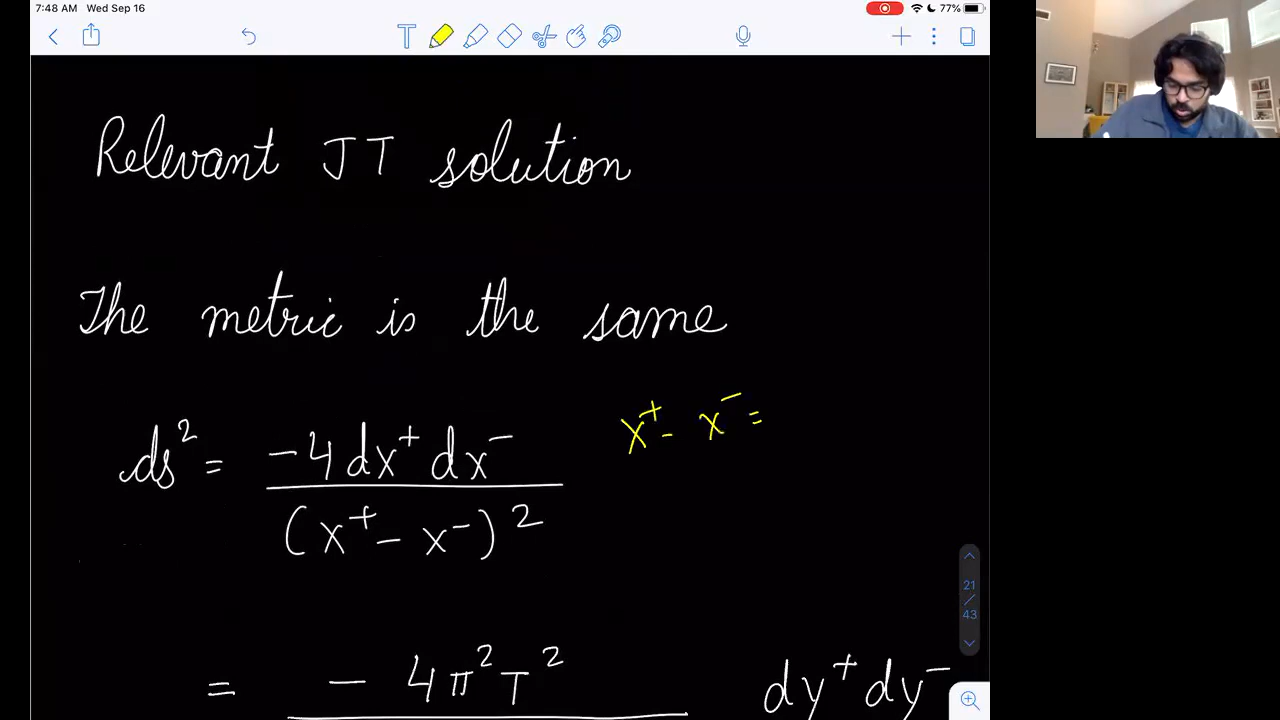 7:48 AM Wed Sep 16
77%
T
Relevant JT solution
The metric is the same
x⁺ - x⁻ =
ds² = -4dx⁺dx⁻ / (x⁺ - x⁻)²
21
/
43
= - 4π²T² dy⁺dy⁻